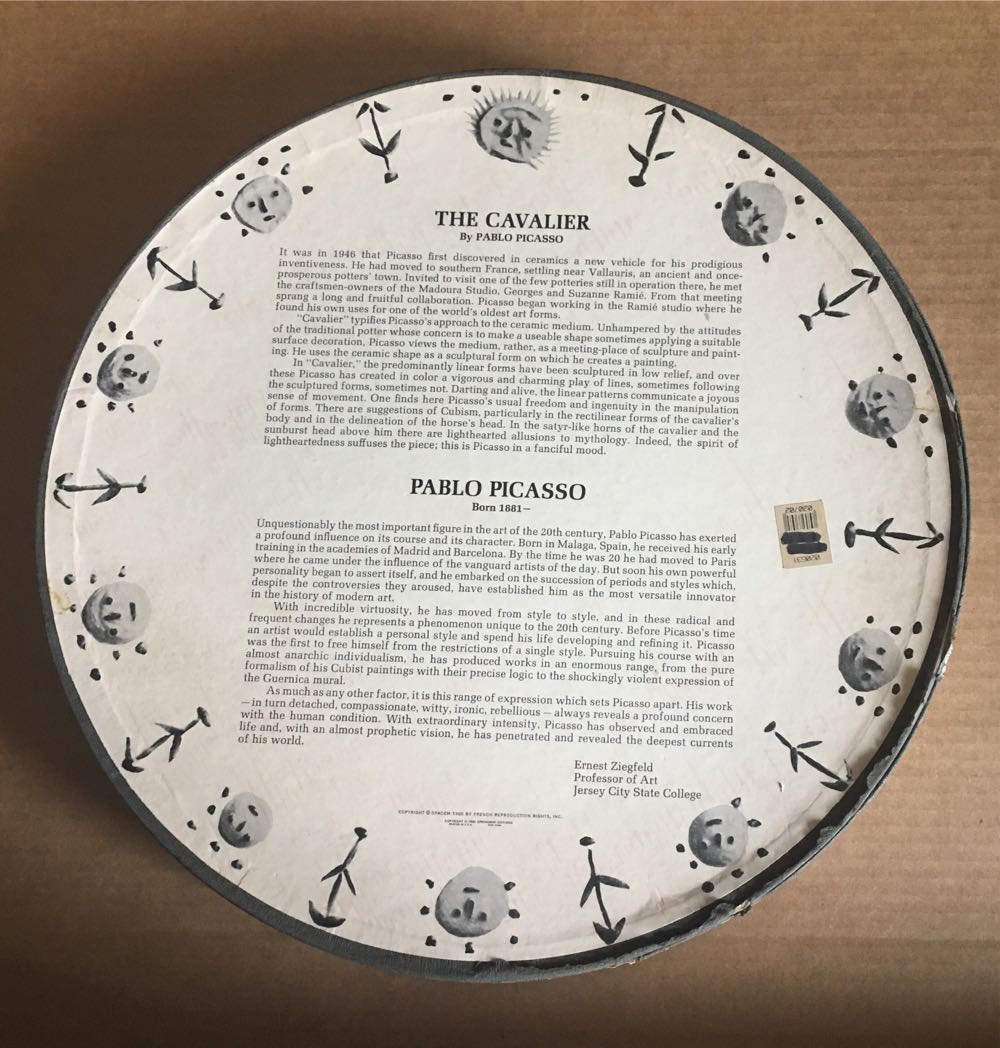 THE CAVALIER
By PABLO PICASSO
It was in 1946 that Picasso first discovered in ceramics a new vehicle for his prodigious
inventiveness. He had moved to southern France, settling near Vallauris, an ancient and once-
prosperous potters' town. Invited to visit one of the few potteries still in operation there, he met
the craftsmen-owners of the Madoura Studio, Georges and Suzanne Ramié. From that meeting
sprang a long and fruitful collaboration. Picasso began working in the Ramié studio where he
found his own uses for one of the world's oldest art forms.
"Cavalier" typifies Picasso's approach to the ceramic medium. Unhampered by the attitudes
of the traditional potter whose concern is to make a useable shape sometimes applying a suitable
surface decoration, Picasso views the medium, rather, as a meeting-place of sculpture and paint-
ing. He uses the ceramic shape as a sculptural form on which he creates a painting.
In "Cavalier," the predominantly linear forms have been sculptured in low relief, and over
these Picasso has created in color a vigorous and charming play of lines, sometimes following
the sculptured forms, sometimes not. Darting and alive, the linear patterns communicate a joyous
sense of movement. One finds here Picasso's usual freedom and ingenuity in the manipulation
of forms. There are suggestions of Cubism, particularly in the rectilinear forms of the cavalier's
body and in the delineation of the horse's head. In the satyr-like horns of the cavalier and the
sunburst head above him there are lighthearted allusions to mythology. Indeed, the spirit of
lightheartedness suffuses the piece; this is Picasso in a fanciful mood.
PABLO PICASSO
Born 1881—
Unquestionably the most important figure in the art of the 20th century, Pablo Picasso has exerted
a profound influence on its course and its character. Born in Malaga, Spain, he received his early
training in the academies of Madrid and Barcelona. By the time he was 20 he had moved to Paris
where he came under the influence of the vanguard artists of the day. But soon his own powerful
personality began to assert itself, and he embarked on the succession of periods and styles which,
despite the controversies they aroused, have established him as the most versatile innovator
in the history of modern art.
With incredible virtuosity, he has moved from style to style, and in these radical and
frequent changes he represents a phenomenon unique to the 20th century. Before Picasso's time
an artist would establish a personal style and spend his life developing and refining it. Picasso
was the first to free himself from the restrictions of a single style. Pursuing his course with an
almost anarchic individualism, he has produced works in an enormous range, from the pure
formalism of his Cubist paintings with their precise logic to the shockingly violent expression of
the Guernica mural.
As much as any other factor, it is this range of expression which sets Picasso apart. His work
—in turn detached, compassionate, witty, ironic, rebellious—always reveals a profound concern
with the human condition. With extraordinary intensity, Picasso has observed and embraced
life and, with an almost prophetic vision, he has penetrated and revealed the deepest currents
of his world.
Ernest Ziegfeld
Professor of Art
Jersey City State College
COPYRIGHT © SPADEM BY FRENCH REPRODUCTION RIGHTS, INC.